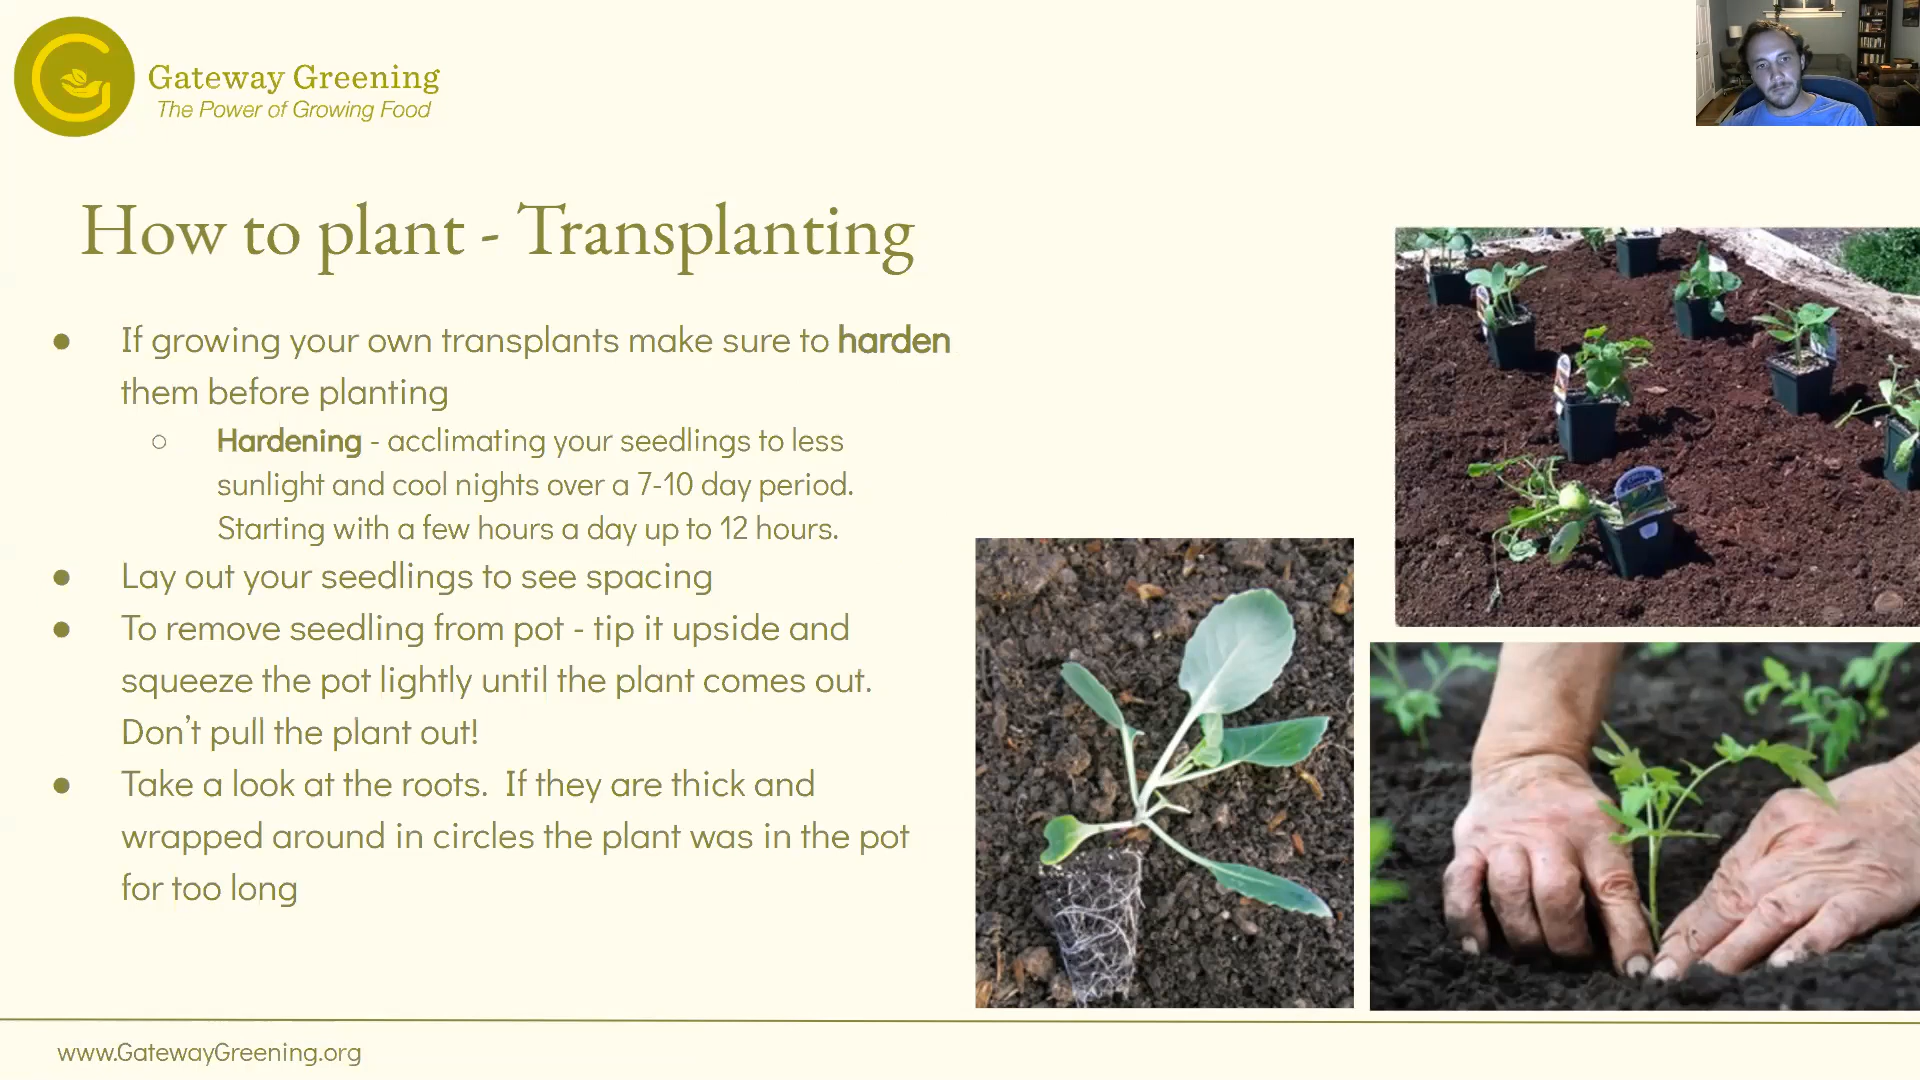 Gateway Greening
The Power of Growing Food
How to plant - Transplanting
● If growing your own transplants make sure to harden
them before planting
○ Hardening - acclimating your seedlings to less
sunlight and cool nights over a 7-10 day period.
Starting with a few hours a day up to 12 hours.
● Lay out your seedlings to see spacing
● To remove seedling from pot - tip it upside and
squeeze the pot lightly until the plant comes out.
Don't pull the plant out!
● Take a look at the roots.  If they are thick and
wrapped around in circles the plant was in the pot
for too long
www.GatewayGreening.org